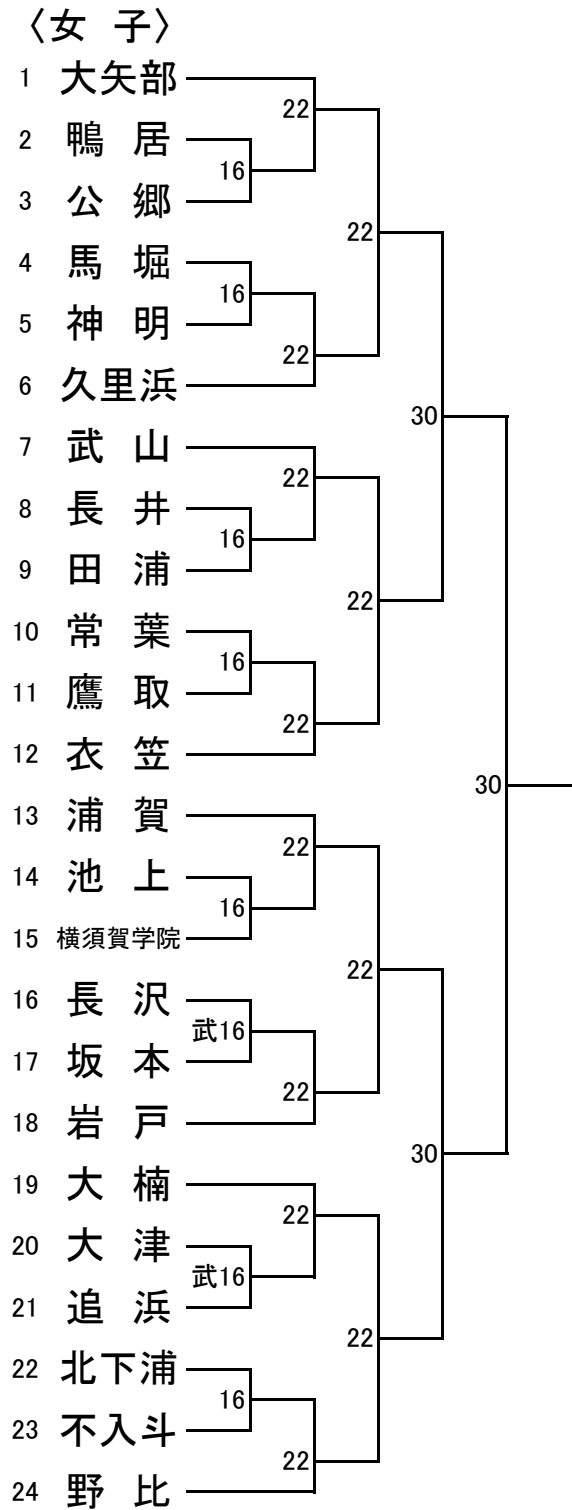 〈女 子〉
1 大矢部
22
2 鴨 居
16
3 公 郷
22
4 馬 堀
16
5 神 明
22
6 久里浜
30
7 武 山
22
8 長 井
16
9 田 浦
22
10 常 葉
16
11 鷹 取
22
12 衣 笠
30
13 浦 賀
22
14 池 上
16
15 横須賀学院
22
16 長 沢
武16
17 坂 本
22
18 岩 戸
30
19 大 楠
22
20 大 津
武16
21 追 浜
22
22 北下浦
16
23 不入斗
22
24 野 比